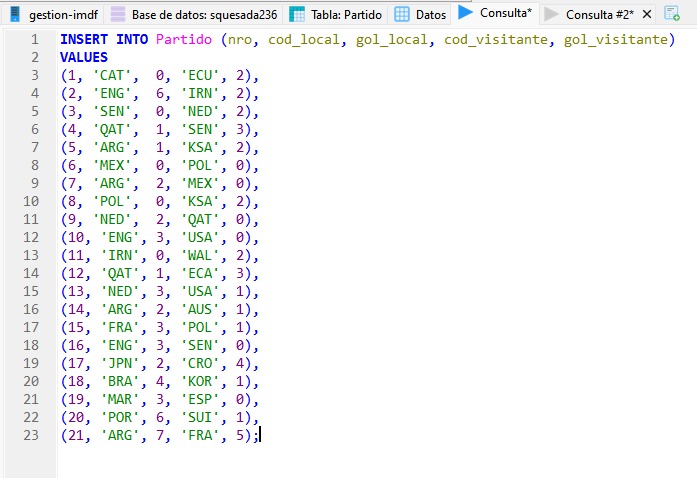 gestion-imdf Base de datos: squesada236 Tabla: Partido Datos Consulta* Consulta #2*
1 INSERT INTO Partido (nro, cod_local, gol_local, cod_visitante, gol_visitante)
2 VALUES
3 (1, 'CAT', 0, 'ECU', 2),
4 (2, 'ENG', 6, 'IRN', 2),
5 (3, 'SEN', 0, 'NED', 2),
6 (4, 'QAT', 1, 'SEN', 3),
7 (5, 'ARG', 1, 'KSA', 2),
8 (6, 'MEX', 0, 'POL', 0),
9 (7, 'ARG', 2, 'MEX', 0),
10 (8, 'POL', 0, 'KSA', 2),
11 (9, 'NED', 2, 'QAT', 0),
12 (10, 'ENG', 3, 'USA', 0),
13 (11, 'IRN', 0, 'WAL', 2),
14 (12, 'QAT', 1, 'ECA', 3),
15 (13, 'NED', 3, 'USA', 1),
16 (14, 'ARG', 2, 'AUS', 1),
17 (15, 'FRA', 3, 'POL', 1),
18 (16, 'ENG', 3, 'SEN', 0),
19 (17, 'JPN', 2, 'CRO', 4),
20 (18, 'BRA', 4, 'KOR', 1),
21 (19, 'MAR', 3, 'ESP', 0),
22 (20, 'POR', 6, 'SUI', 1),
23 (21, 'ARG', 7, 'FRA', 5);